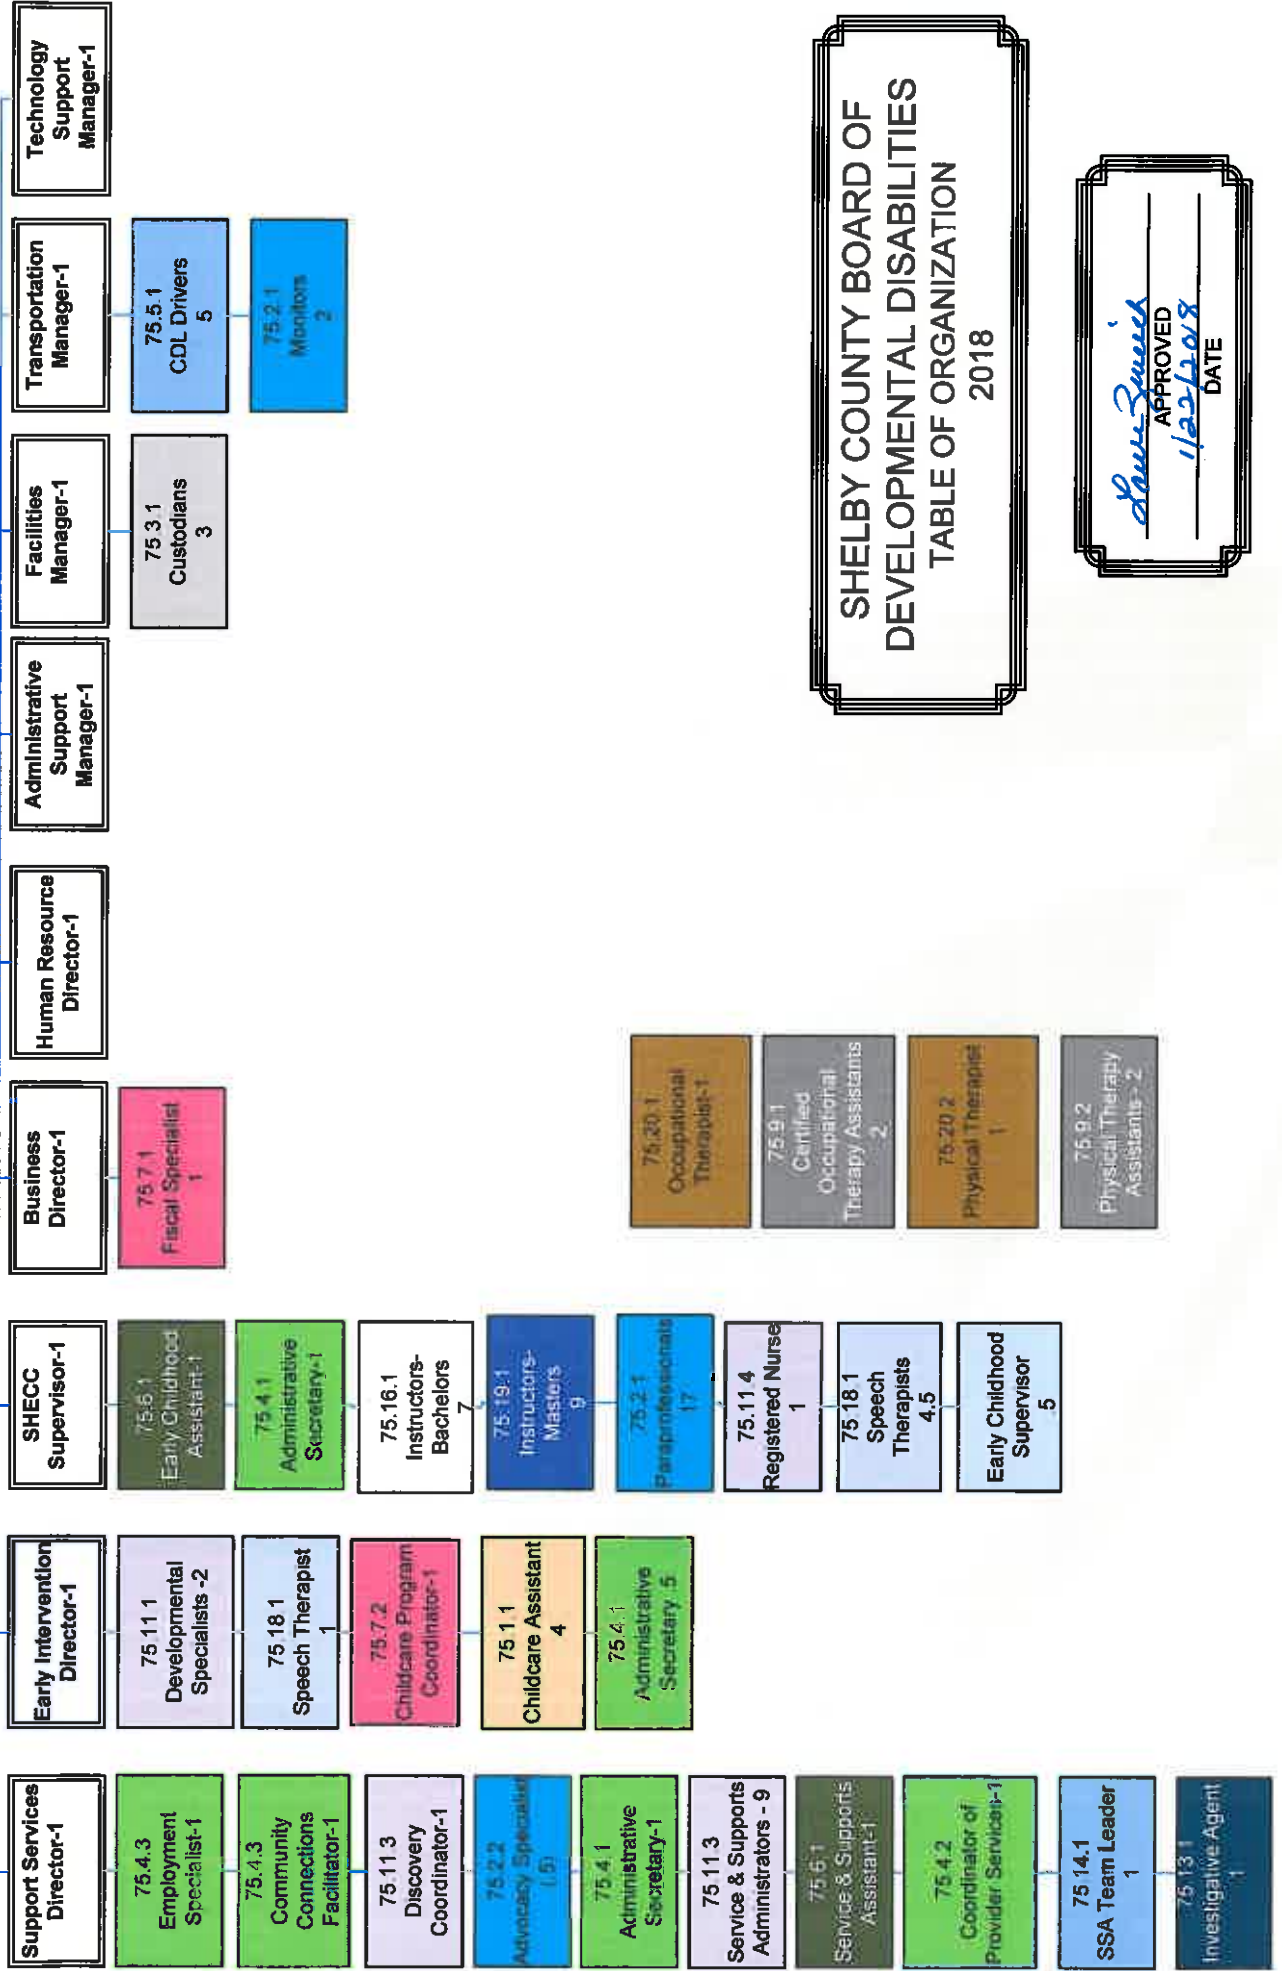 Support Services
Director-1
75.4.3
Employment
Specialist-1
75.4.3
Community
Connections
Facilitator-1
75.11.3
Discovery
Coordinator-1
75.2.2
Advocacy Specialist
(.5)
75.4.1
Administrative
Secretary-1
75.11.3
Service & Supports
Administrators - 9
75.6.1
Service & Supports
Assistant-1
75.4.2
Coordinator of
Provider Services-1
75.14.1
SSA Team Leader
1
Investigative Agent
1
Early Intervention
Director-1
75.11.1
Developmental
Specialists -2
75.18.1
Speech Therapist
1
75.7.2
Childcare Program
Coordinator-1
75.1.1
Childcare Assistant
4
75.4.1
Administrative
Secretary .5
SHECC
Supervisor-1
75.6.1
Early Childhood
Assistant-1
75.4.1
Administrative
Secretary-1
75.16.1
Instructors-
Bachelors
7
75.19.1
Instructors-
Masters
9
75.2.1
Paraprofessionals
17
75.11.4
Registered Nurse
1
75.18.1
Speech
Therapists
4.5
Early Childhood
Supervisor
.5
Business
Director-1
75.7.1
Fiscal Specialist
1
75.20.1
Occupational
Therapist-1
75.9.1
Certified
Occupational
Therapy Assistants
2
75.20.2
Physical Therapist
1
75.9.2
Physical Therapy
Assistants- 2
Human Resource
Director-1
Administrative
Support
Manager-1
Facilities
Manager-1
75.3.1
Custodians
3
Transportation
Manager-1
75.5.1
CDL Drivers
5
75.2.1
Monitors
2
Technology
Support
Manager-1
SHELBY COUNTY BOARD OF
DEVELOPMENTAL DISABILITIES
TABLE OF ORGANIZATION
2018
APPROVED
1/22/2018
DATE